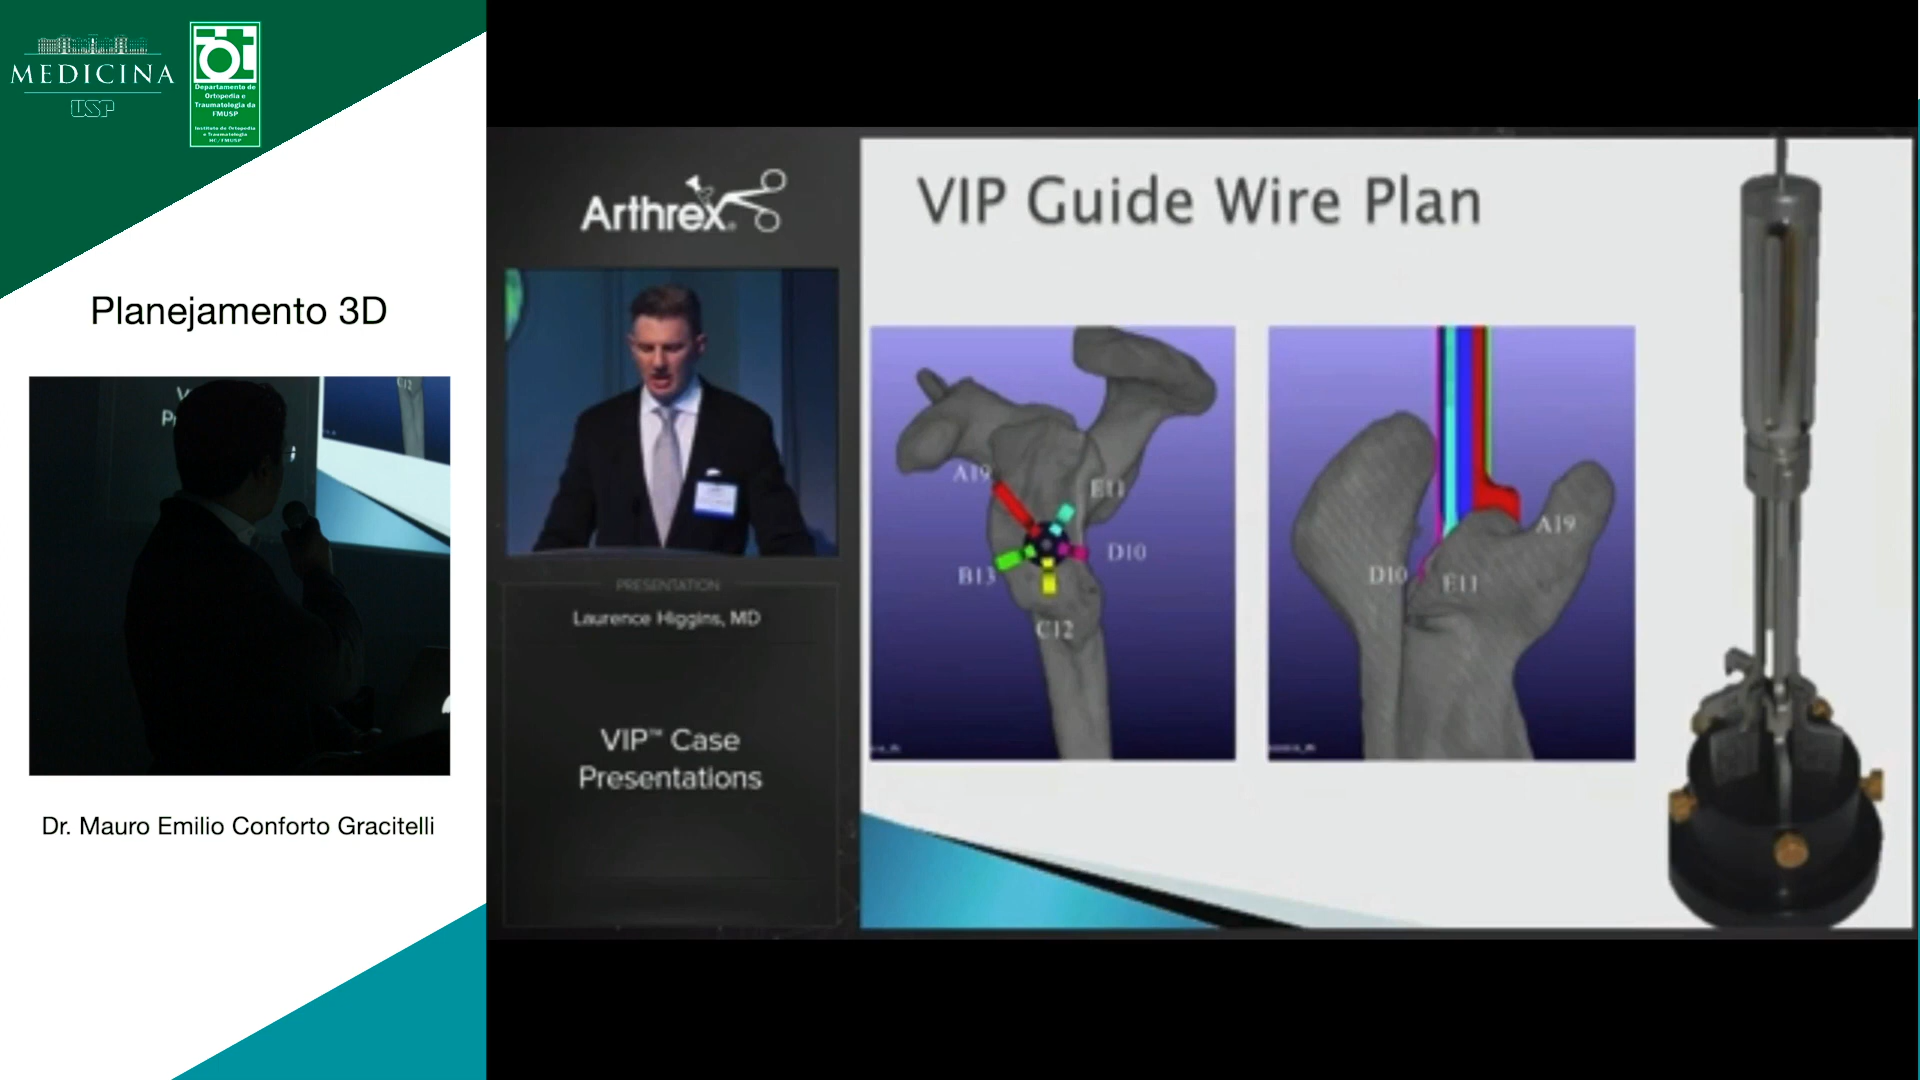 MEDICINA
USP
Departamento de
Ortopedia e
Traumatologia da
FMUSP
Instituto de Ortopedia
e Traumatologia
HC/FMUSP
Planejamento 3D
C12
Dr. Mauro Emilio Conforto Gracitelli
Arthrex®
PRESENTATION
Laurence Higgins, MD
VIP™ Case
Presentations
VIP Guide Wire Plan
A19
E11
D10
B13
C12
A19
D10
E11